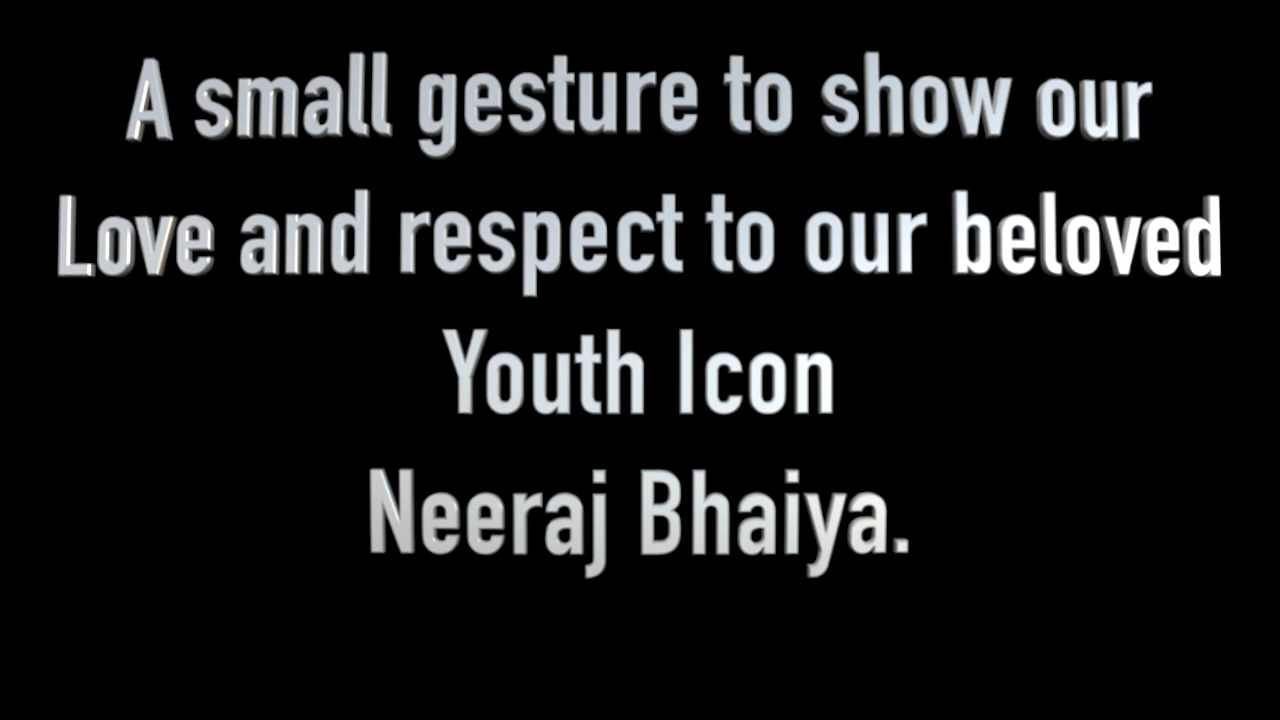 A small gesture to show our
Love and respect to our beloved
Youth Icon
Neeraj Bhaiya.